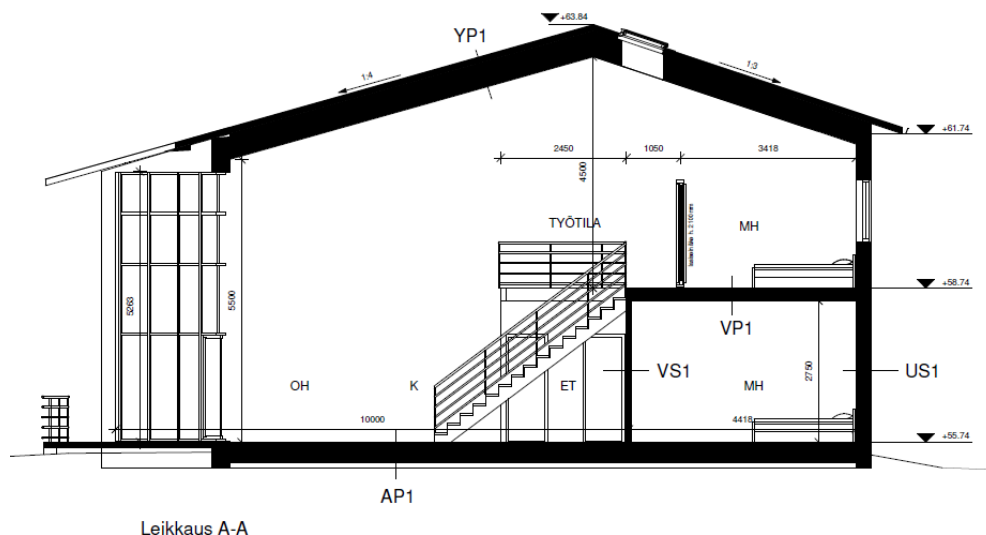 +63.84
YP1
1:4
1:3
+61.74
2450
1050
3418
4500
TYÖTILA
MH
+58.74
5263
5500
VP1
2750
VS1
US1
OH
K
ET
MH
10000
4418
+55.74
AP1
Leikkaus A-A